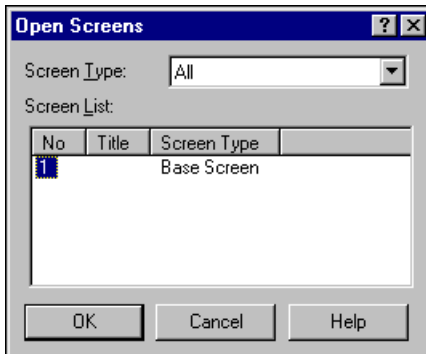 Open Screens
Screen Type: All
Screen List:
No Title Screen Type
1 Base Screen
OK Cancel Help